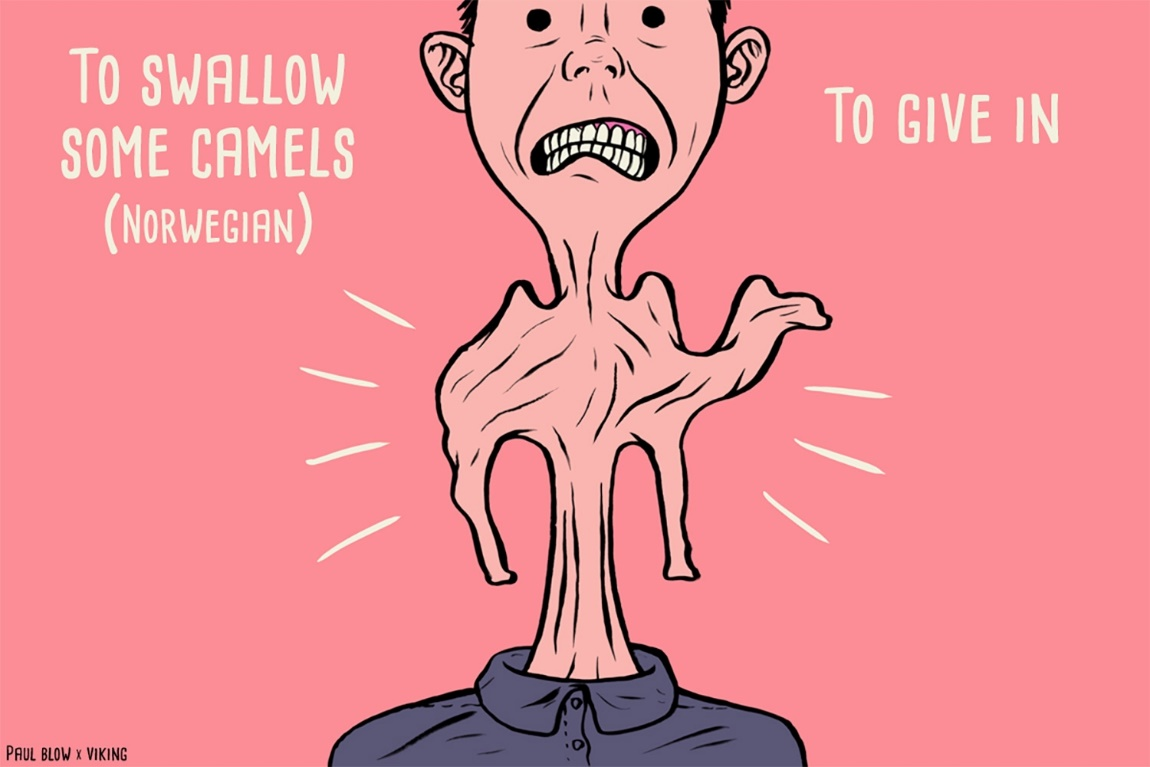 TO SWALLOW
SOME CAMELS
(NORWEGIAN)
TO GIVE IN
PAUL BLOW x VIKING